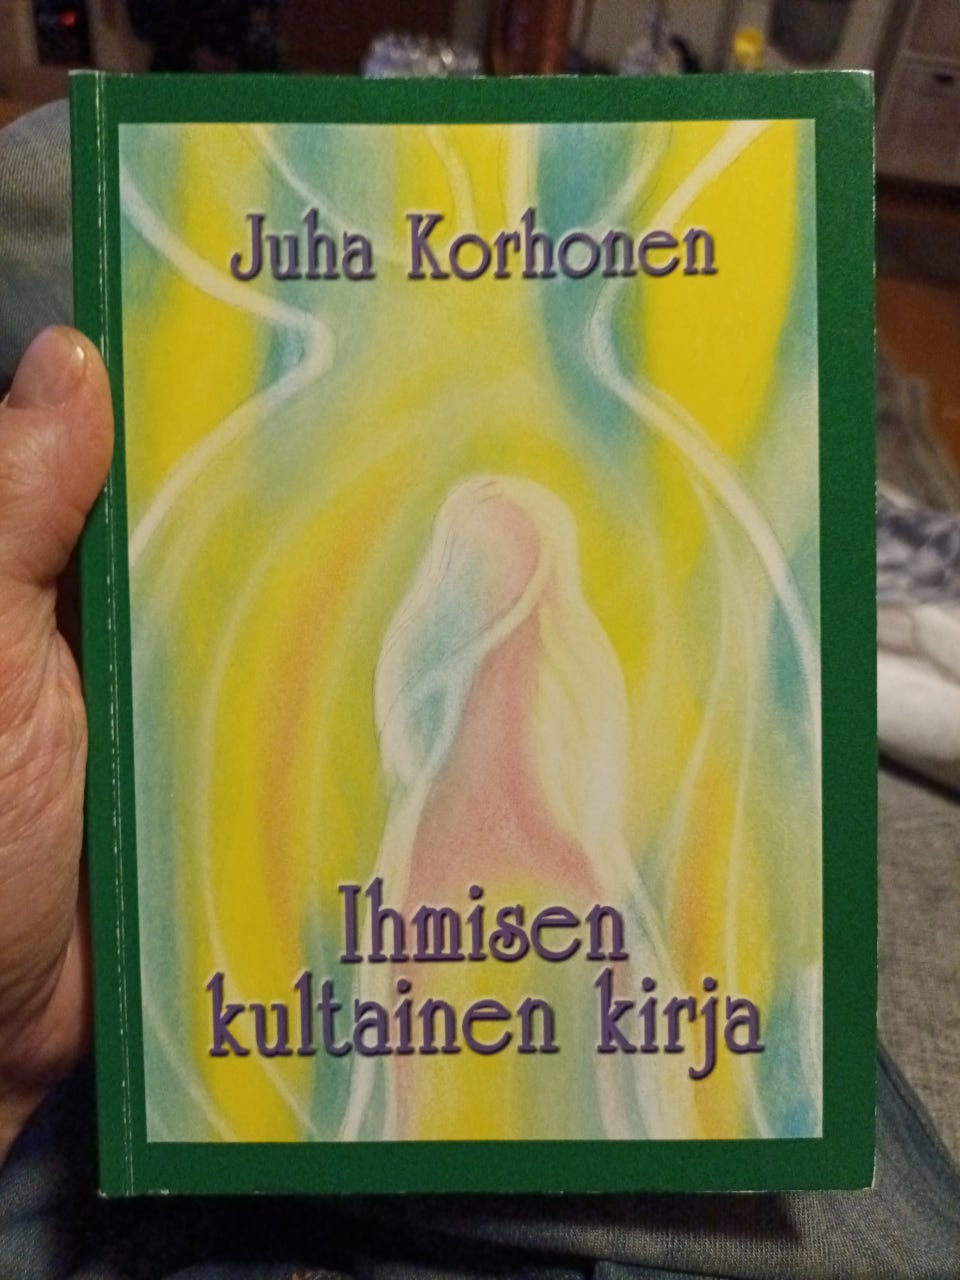 Juha Korhonen
Ihmisen
kultainen kirja